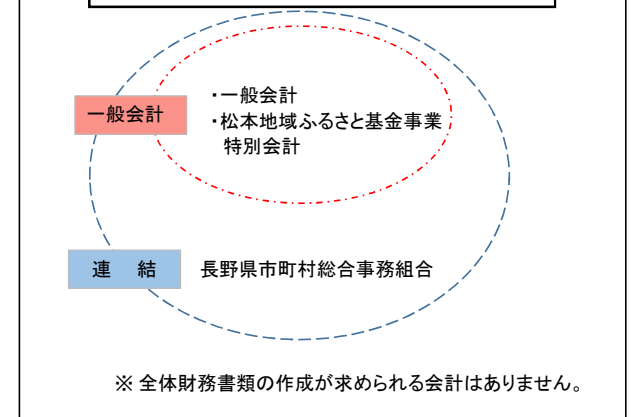 一般会計
・一般会計
・松本地域ふるさと基金事業
特別会計
連　結
長野県市町村総合事務組合
※ 全体財務書類の作成が求められる会計はありません。